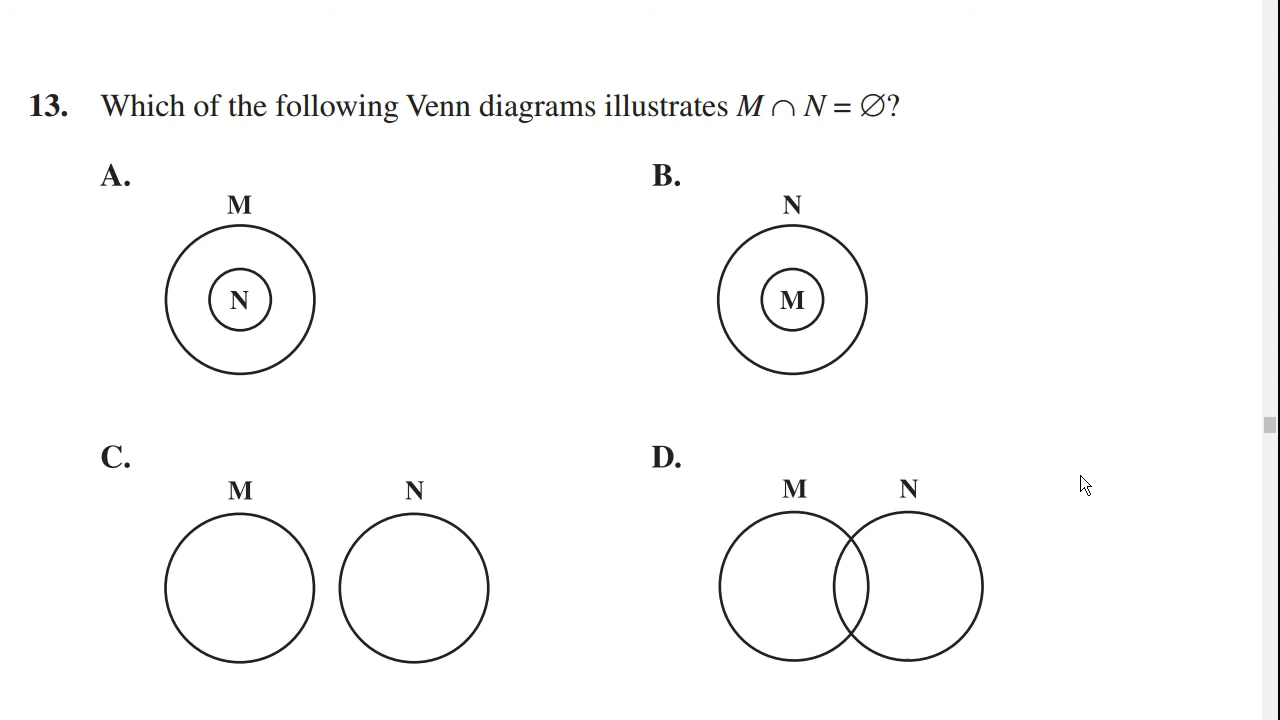 13. Which of the following Venn diagrams illustrates M ∩ N = ∅?
A.
M
N
B.
N
M
C.
M N
D.
M N